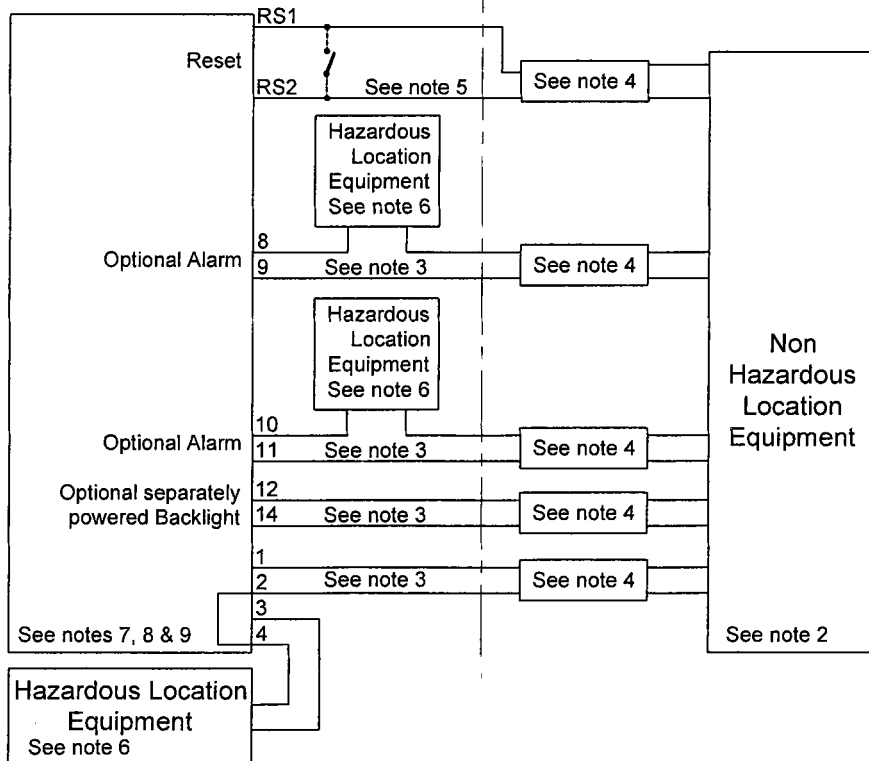 RS1
Reset
RS2
See note 5
See note 4
Hazardous
Location
Equipment
See note 6
8
Optional Alarm
9
See note 3
See note 4
Hazardous
Location
Equipment
See note 6
10
Optional Alarm
11
See note 3
See note 4
Optional separately
powered Backlight
12
14
See note 3
See note 4
1
2
See note 3
See note 4
3
4
See notes 7, 8 & 9
Non
Hazardous
Location
Equipment
See note 2
Hazardous Location
Equipment
See note 6